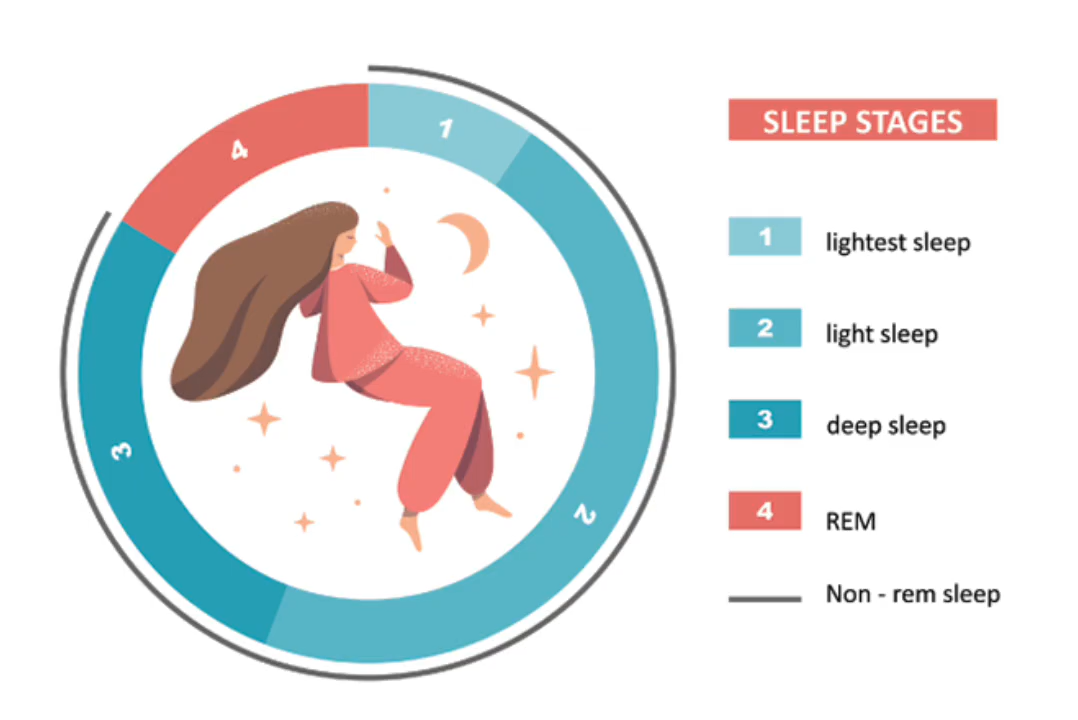 SLEEP STAGES
1
2
3
4
1 lightest sleep
2 light sleep
3 deep sleep
4 REM
Non - rem sleep